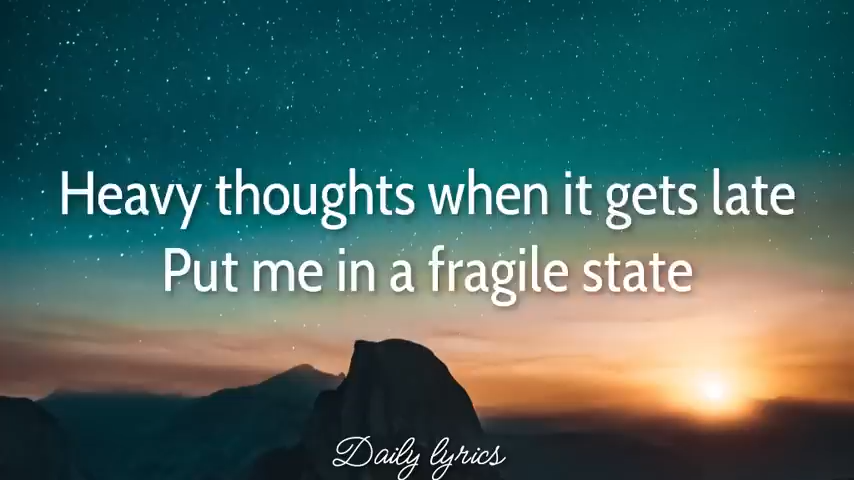 Heavy thoughts when it gets late
Put me in a fragile state
Daily lyrics